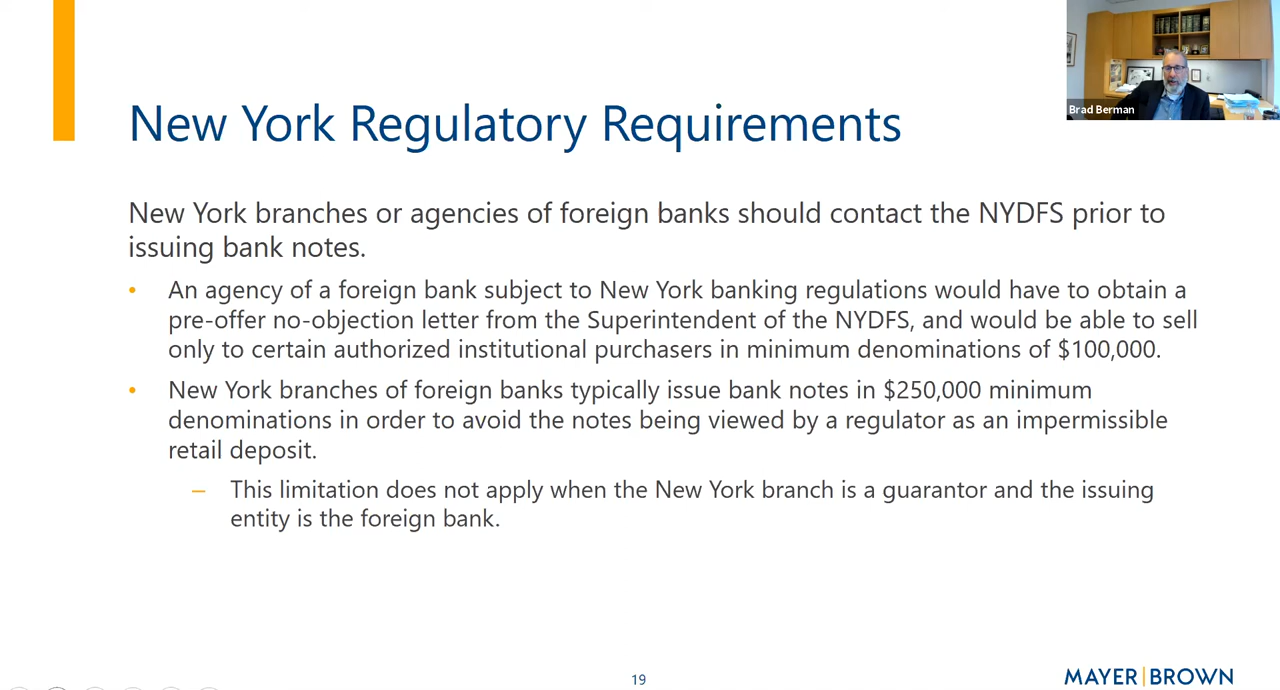 Brad Berman
New York Regulatory Requirements
New York branches or agencies of foreign banks should contact the NYDFS prior to
issuing bank notes.
• An agency of a foreign bank subject to New York banking regulations would have to obtain a
pre-offer no-objection letter from the Superintendent of the NYDFS, and would be able to sell
only to certain authorized institutional purchasers in minimum denominations of $100,000.
• New York branches of foreign banks typically issue bank notes in $250,000 minimum
denominations in order to avoid the notes being viewed by a regulator as an impermissible
retail deposit.
– This limitation does not apply when the New York branch is a guarantor and the issuing
entity is the foreign bank.
19
MAYER|BROWN